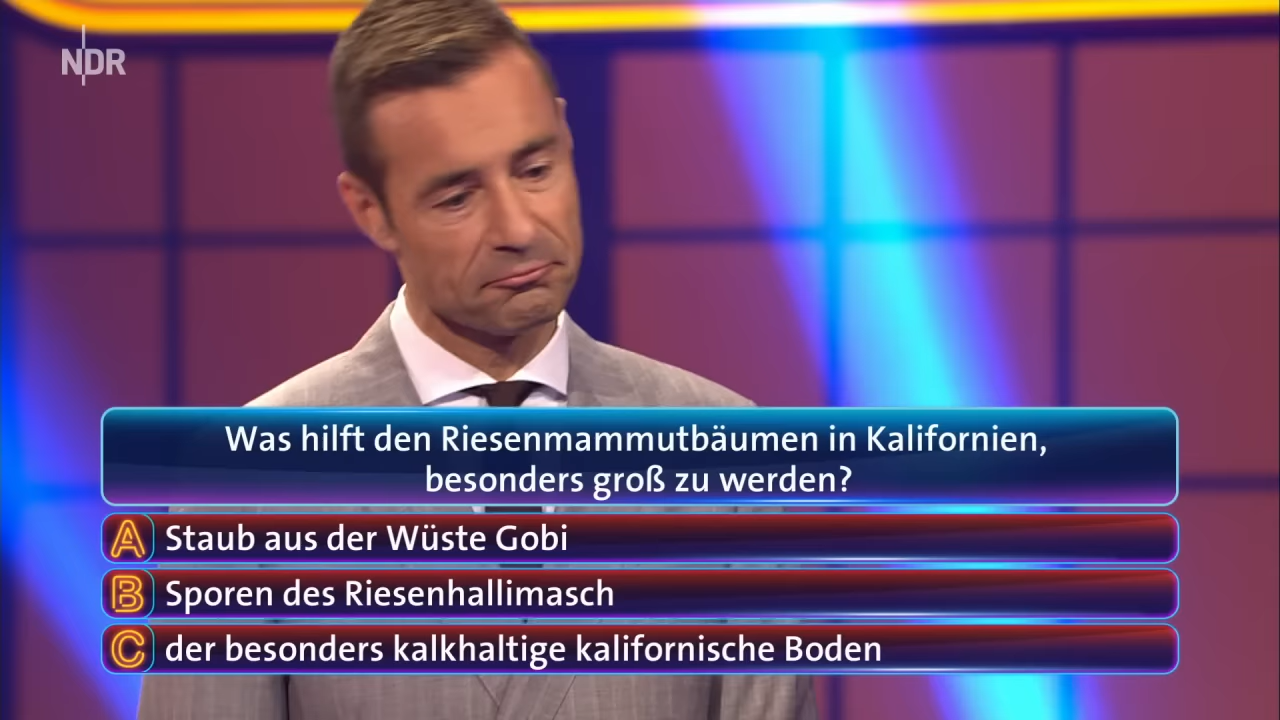 NDR
Was hilft den Riesenmammutbäumen in Kalifornien,
besonders groß zu werden?
A Staub aus der Wüste Gobi
B Sporen des Riesenhallimasch
C der besonders kalkhaltige kalifornische Boden